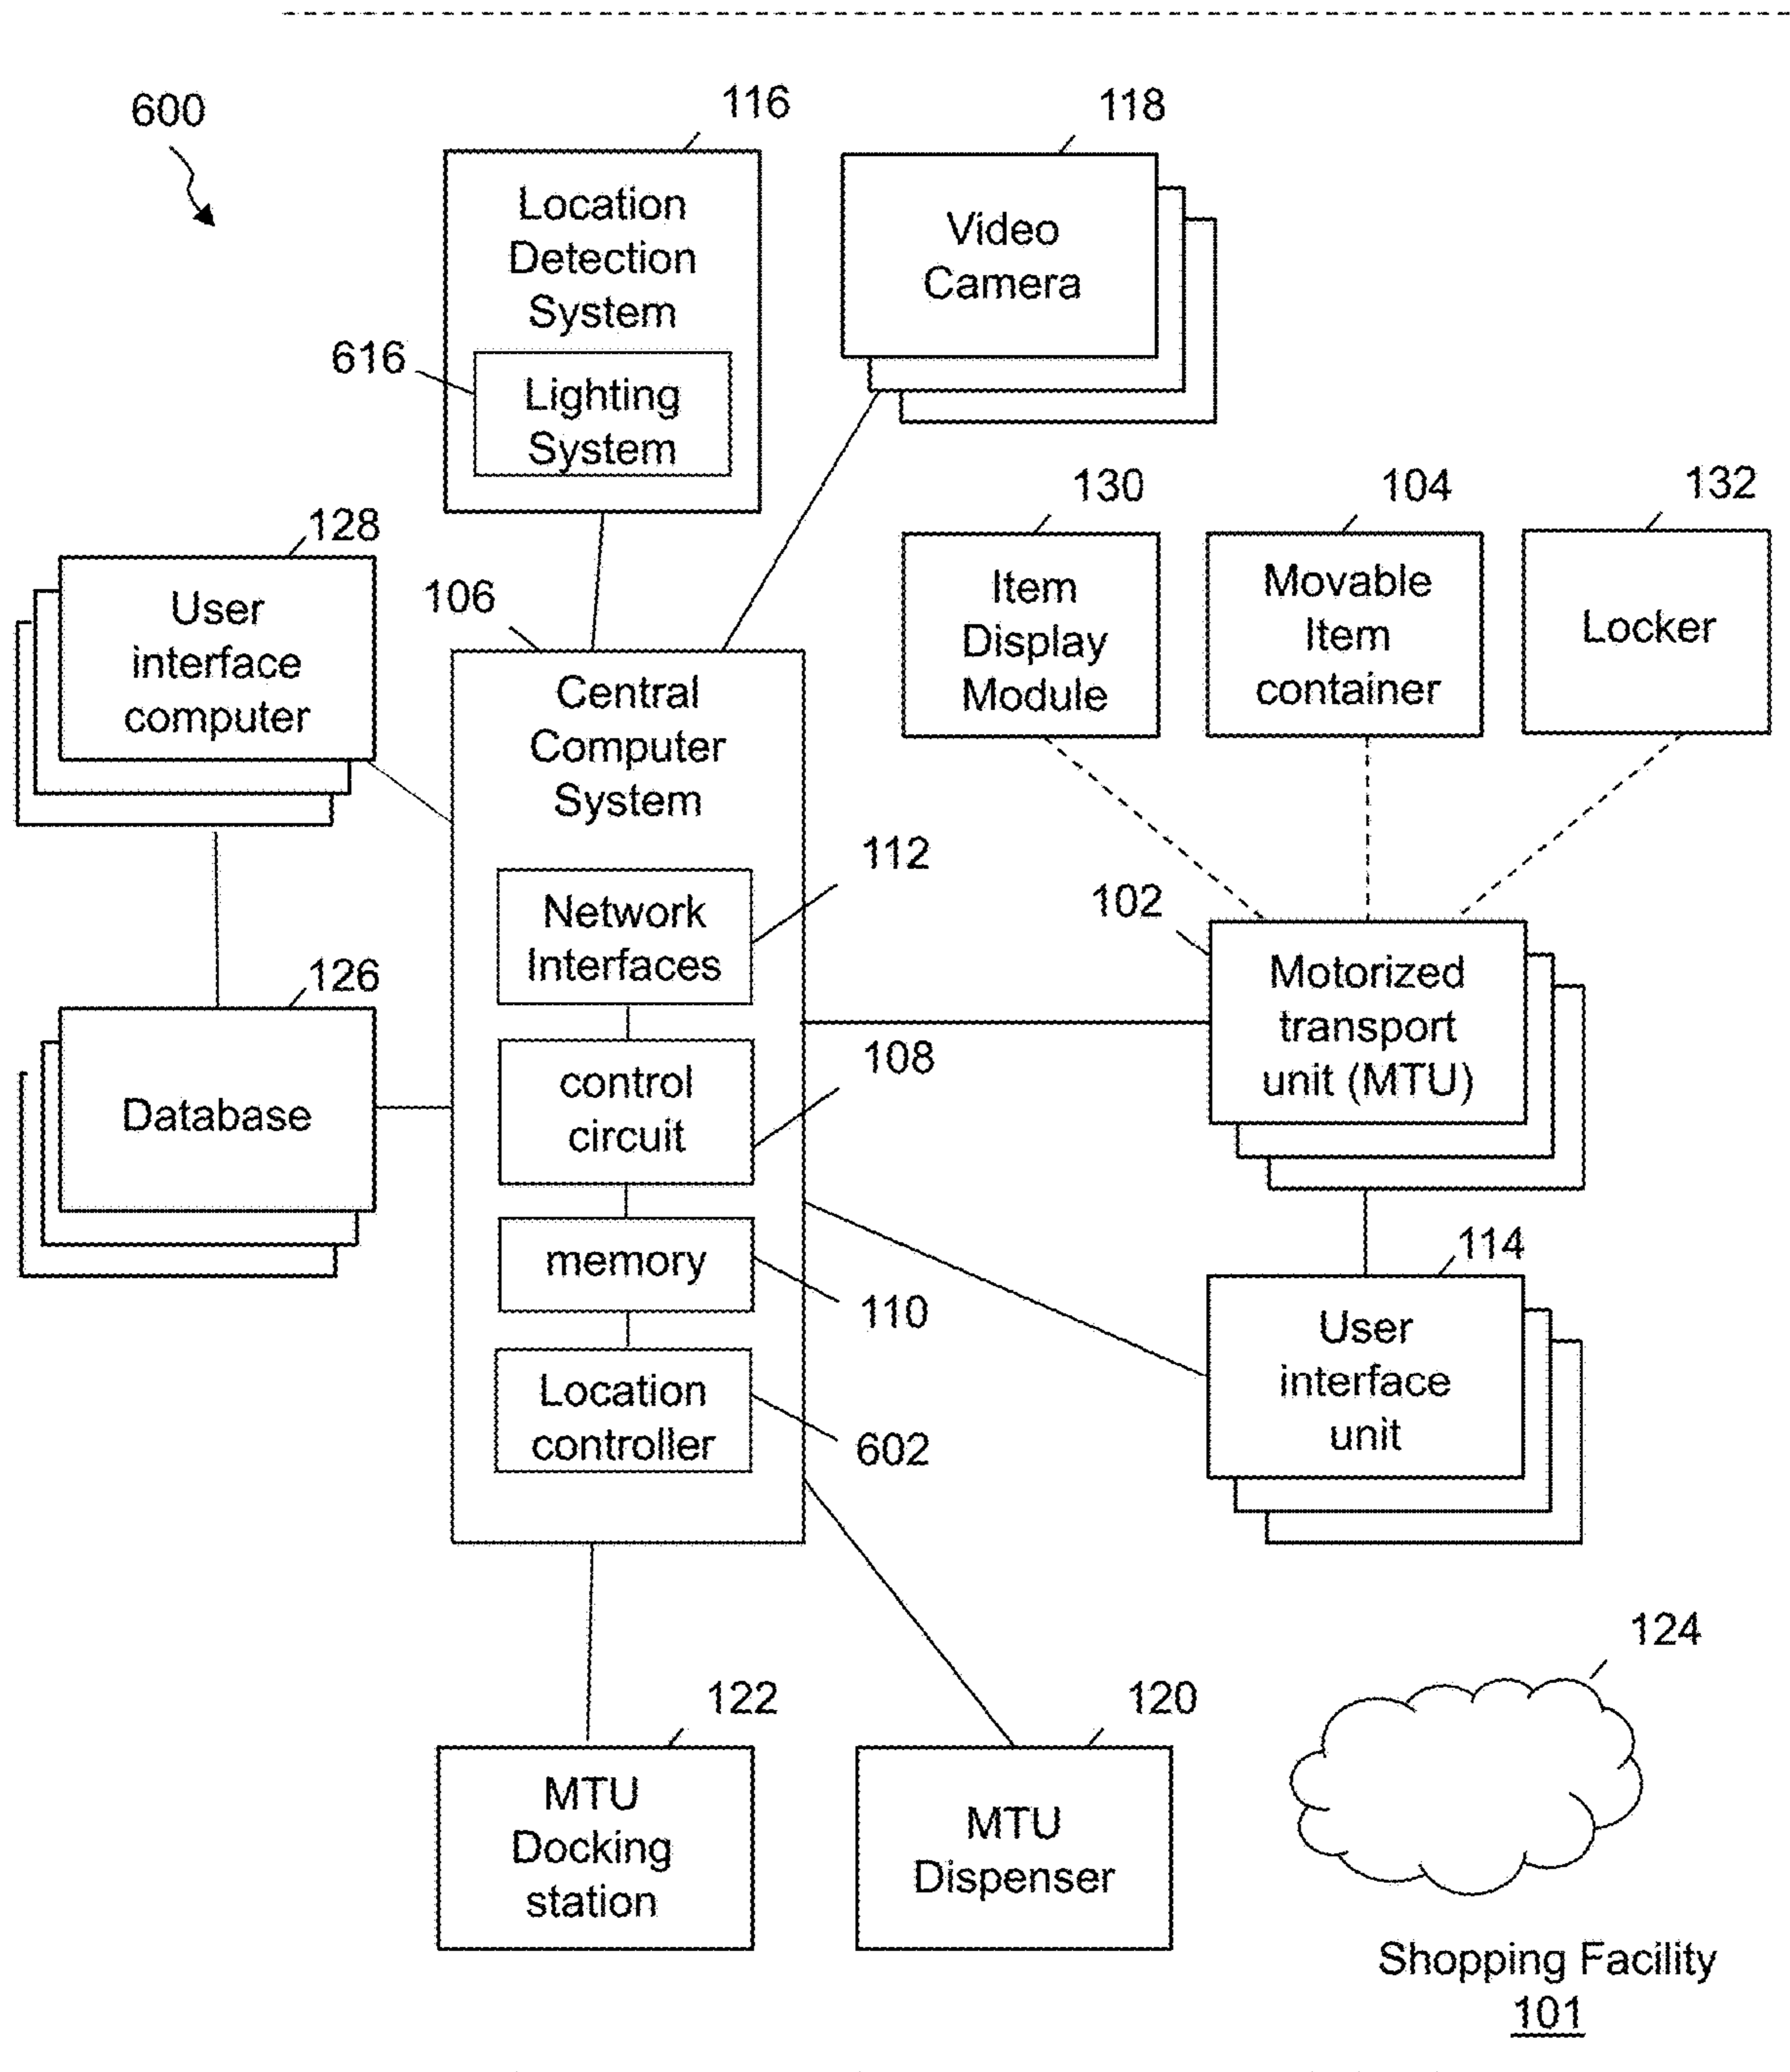 600
116
118
Location
Detection
System
616
Lighting
System
Video
Camera
130
104
132
128
User
interface
computer
106
Item
Display
Module
Movable
Item
container
Locker
Central
Computer
System
112
Network
Interfaces
102
Motorized
transport
unit (MTU)
126
Database
108
control
circuit
memory
110
114
User
interface
unit
Location
controller
602
124
122
120
MTU
Docking
station
MTU
Dispenser
Shopping Facility
101